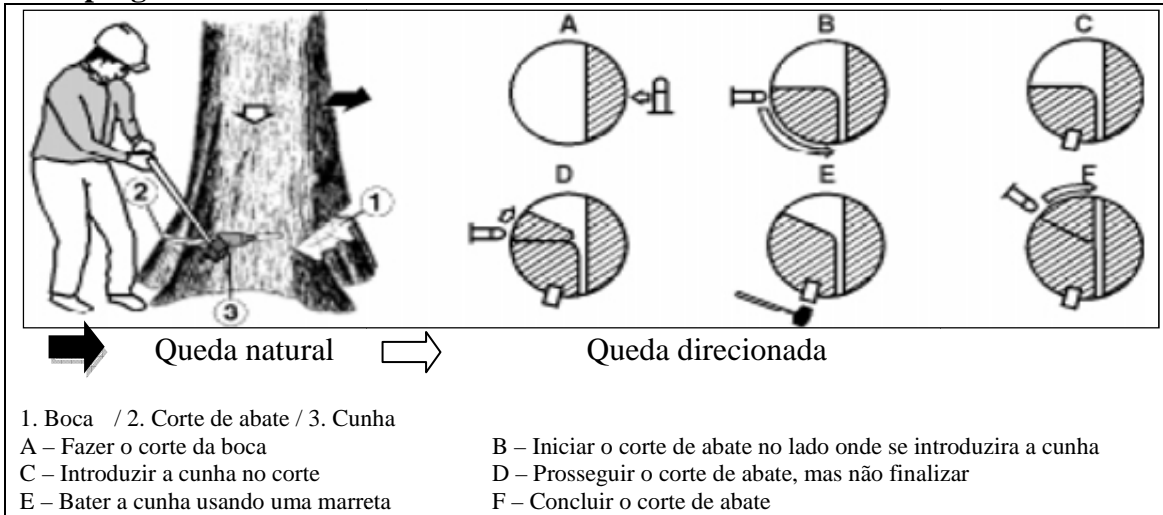 A B C
2 1 3
D E F
Queda natural Queda direcionada
1. Boca / 2. Corte de abate / 3. Cunha
A – Fazer o corte da boca B – Iniciar o corte de abate no lado onde se introduzira a cunha
C – Introduzir a cunha no corte D – Prosseguir o corte de abate, mas não finalizar
E – Bater a cunha usando uma marreta F – Concluir o corte de abate